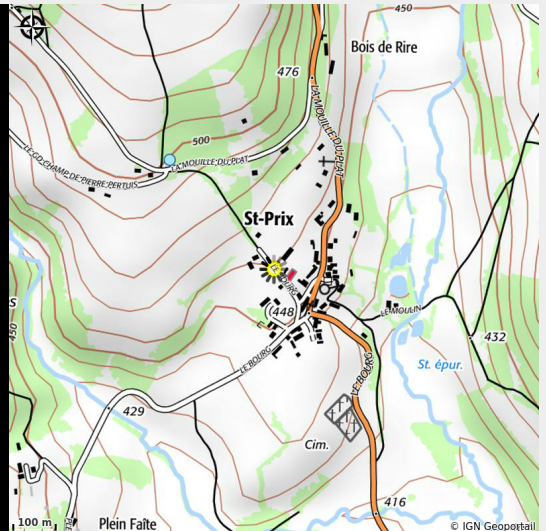 450
Bois de Rire
476
LA MOUILLE DU PLAT
500
LA MOUILLE DU PLAT
LE GD CHAMP DE PIERRE PERTUIS
St-Prix
448
LE MOULIN
450
432
St. épur.
LE BOURG
LE BOURG
429
Cim.
416
100 m
Plein Faîte
© IGN Geoportail